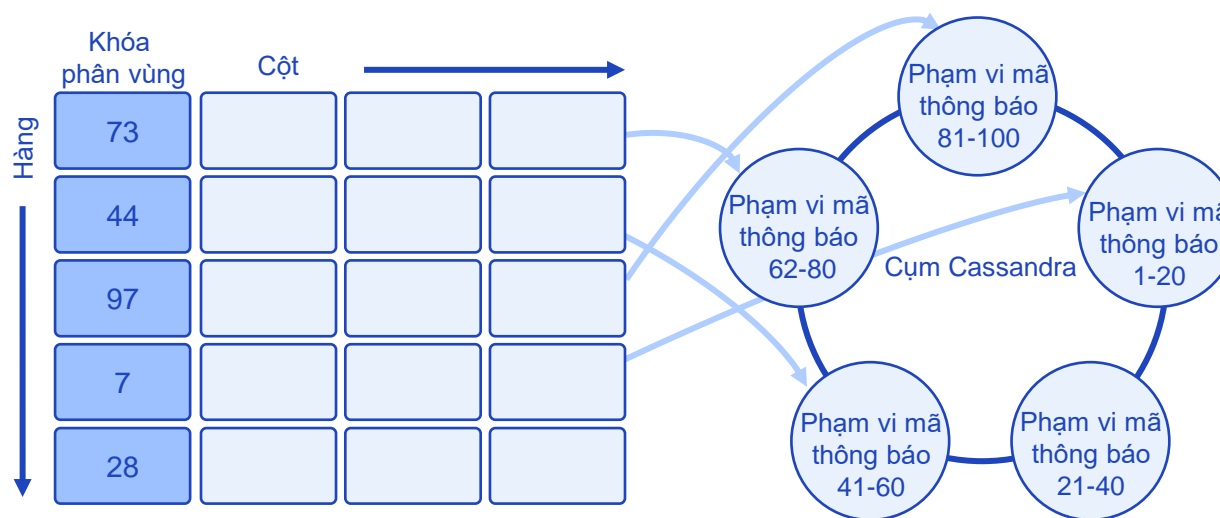 Khóa
phân vùng
Cột
Hàng
73
44
97
7
28
Phạm vi mã
thông báo
81-100
Phạm vi mã
thông báo
62-80
Phạm vi mã
thông báo
1-20
Cụm Cassandra
Phạm vi mã
thông báo
41-60
Phạm vi mã
thông báo
21-40